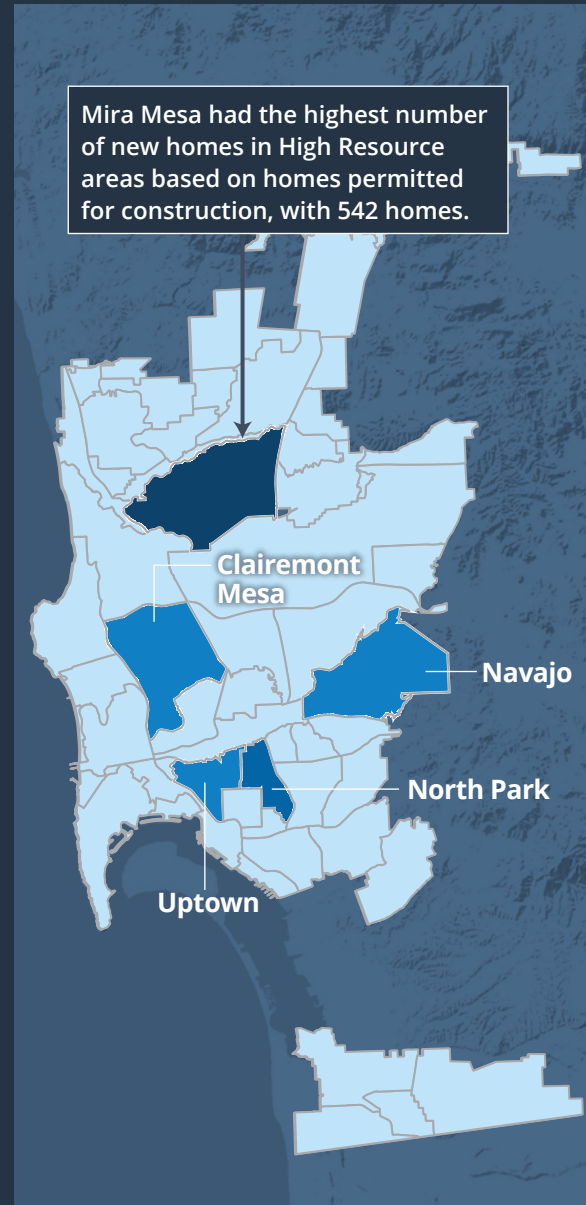 Mira Mesa had the highest number
of new homes in High Resource
areas based on homes permitted
for construction, with 542 homes.
Clairemont
Mesa
Navajo
North Park
Uptown